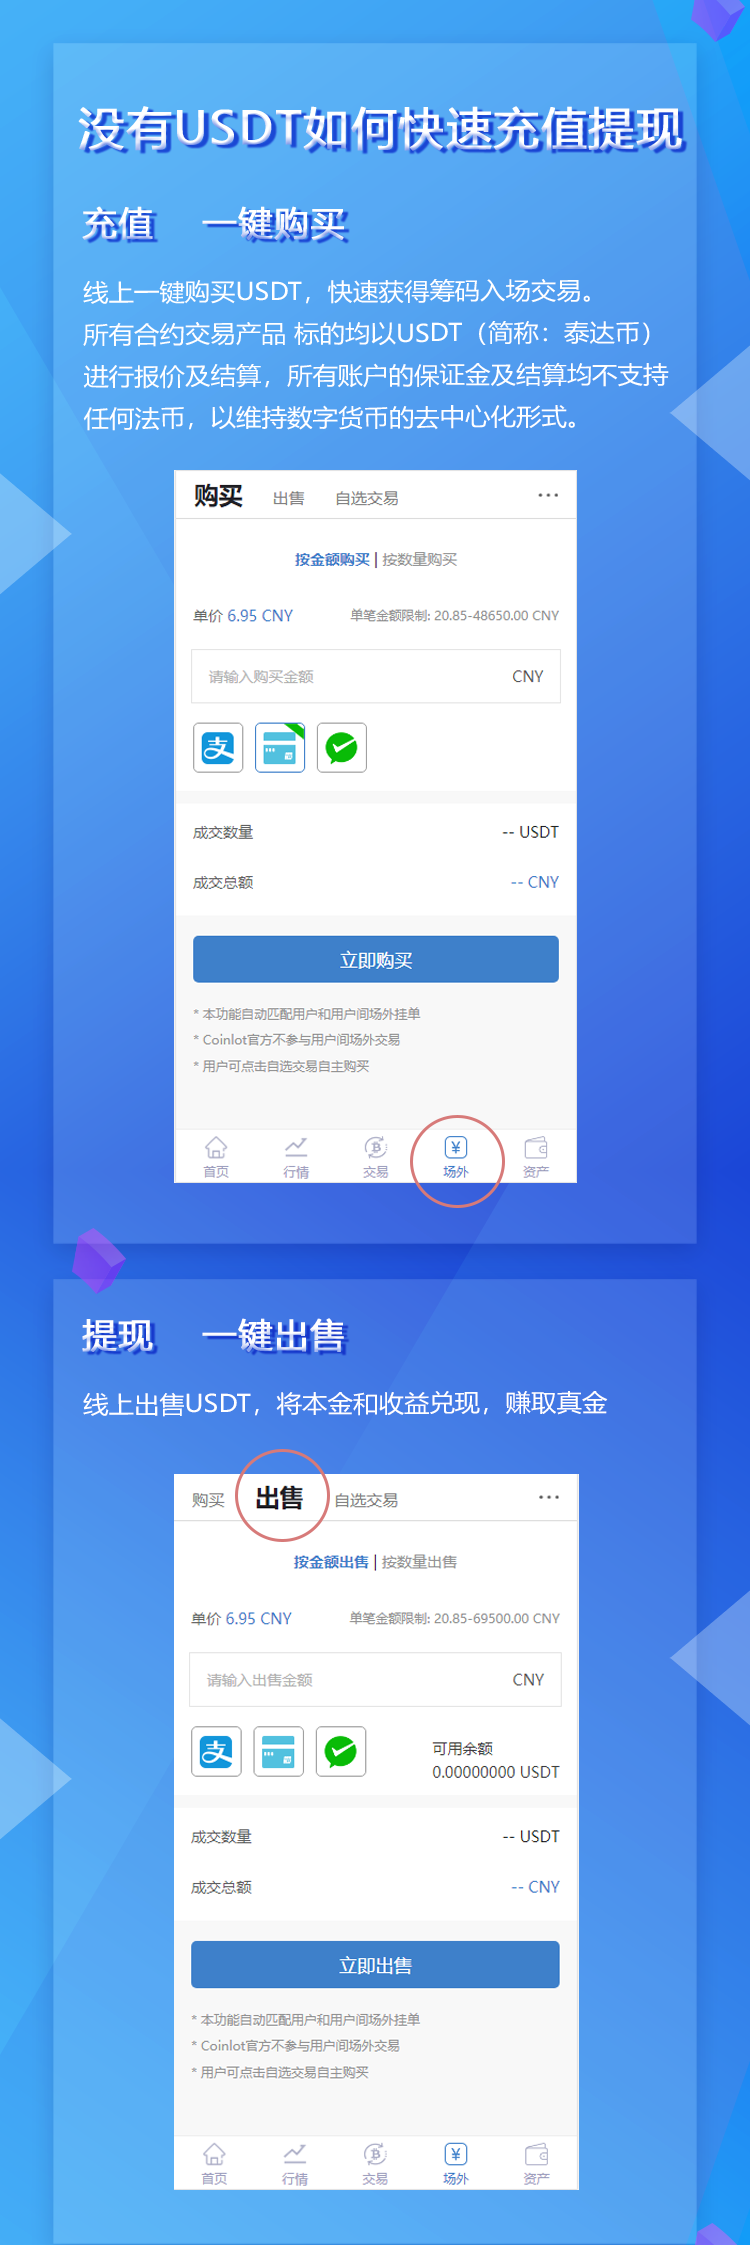 没有USDT如何快速充值提现
充值 一键购买
线上一键购买USDT，快速获得筹码入场交易。
所有合约交易产品 标的均以USDT（简称：泰达币）
进行报价及结算，所有账户的保证金及结算均不支持
任何法币，以维持数字货币的去中心化形式。
购买 出售 自选交易 ···
按金额购买 | 按数量购买
单价 6.95 CNY 单笔金额限制: 20.85-48650.00 CNY
请输入购买金额 CNY
支
成交数量 -- USDT
成交总额 -- CNY
立即购买
* 本功能自动匹配用户和用户间场外挂单
* Coinlot官方不参与用户间场外交易
* 用户可点击自选交易自主购买
¥
首页 行情 交易 场外 资产
提现 一键出售
线上出售USDT，将本金和收益兑现，赚取真金
购买 出售 自选交易 ···
按金额出售 | 按数量出售
单价 6.95 CNY 单笔金额限制: 20.85-69500.00 CNY
请输入出售金额 CNY
支
可用余额
0.00000000 USDT
成交数量 -- USDT
成交总额 -- CNY
立即出售
* 本功能自动匹配用户和用户间场外挂单
* Coinlot官方不参与用户间场外交易
* 用户可点击自选交易自主购买
¥
首页 行情 交易 场外 资产